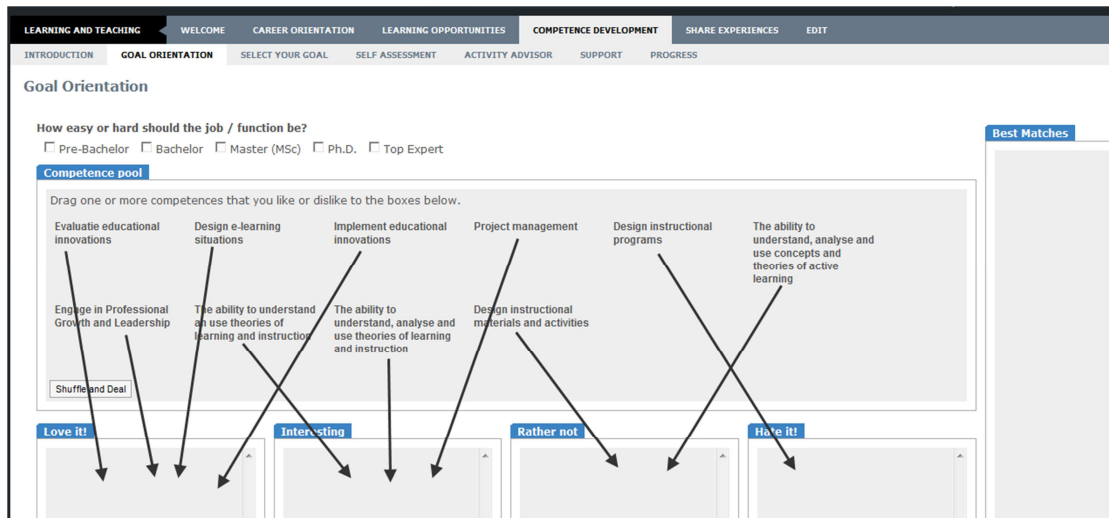 LEARNING AND TEACHING WELCOME CAREER ORIENTATION LEARNING OPPORTUNITIES COMPETENCE DEVELOPMENT SHARE EXPERIENCES EDIT
INTRODUCTION GOAL ORIENTATION SELECT YOUR GOAL SELF ASSESSMENT ACTIVITY ADVISOR SUPPORT PROGRESS
Goal Orientation
How easy or hard should the job / function be?
Pre-Bachelor Bachelor Master (MSc) Ph.D. Top Expert
Best Matches
Competence pool
Drag one or more competences that you like or dislike to the boxes below.
Evaluatie educational
innovations
Design e-learning
situations
Implement educational
innovations
Project management
Design instructional
programs
The ability to
understand, analyse and
use concepts and
theories of active
learning
Engage in Professional
Growth and Leadership
The ability to understand
an use theories of
learning and instruction
The ability to
understand, analyse and
use theories of learning
and instruction
Design instructional
materials and activities
Shuffle and Deal
Love it!
Interesting
Rather not
Hate it!